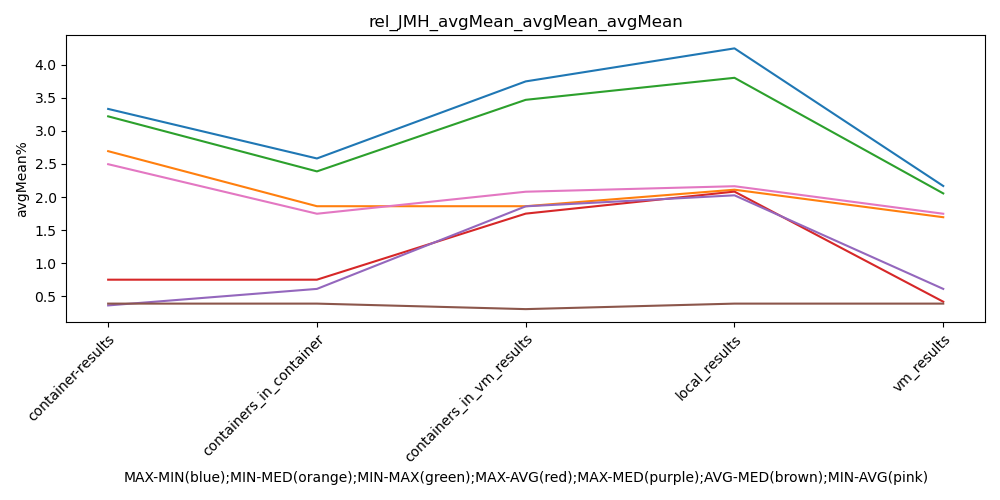 rel_JMH_avgMean_avgMean_avgMean
4.0
3.5
3.0
2.5
2.0
1.5
1.0
0.5
avgMean%
container-results
containers_in_container
containers_in_vm_results
local_results
vm_results
MAX-MIN(blue);MIN-MED(orange);MIN-MAX(green);MAX-AVG(red);MAX-MED(purple);AVG-MED(brown);MIN-AVG(pink)